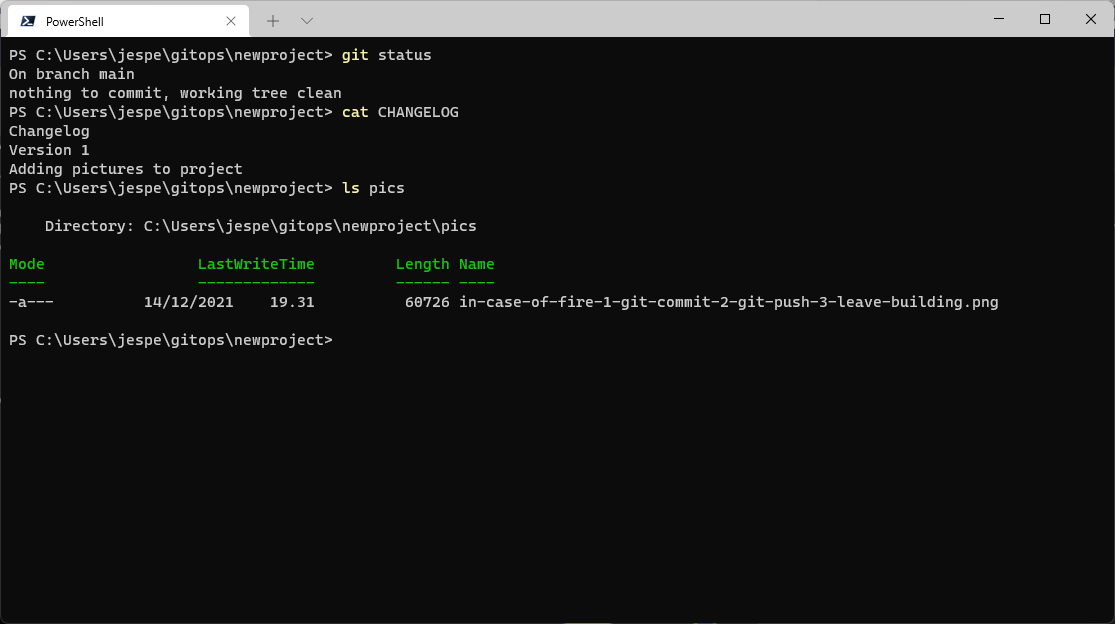 PowerShell
PS C:\Users\jespe\gitops\newproject> git status
On branch main
nothing to commit, working tree clean
PS C:\Users\jespe\gitops\newproject> cat CHANGELOG
Changelog
Version 1
Adding pictures to project
PS C:\Users\jespe\gitops\newproject> ls pics
Directory: C:\Users\jespe\gitops\newproject\pics
Mode LastWriteTime Length Name
---- ------------- ------ ----
-a--- 14/12/2021 19.31 60726 in-case-of-fire-1-git-commit-2-git-push-3-leave-building.png
PS C:\Users\jespe\gitops\newproject>